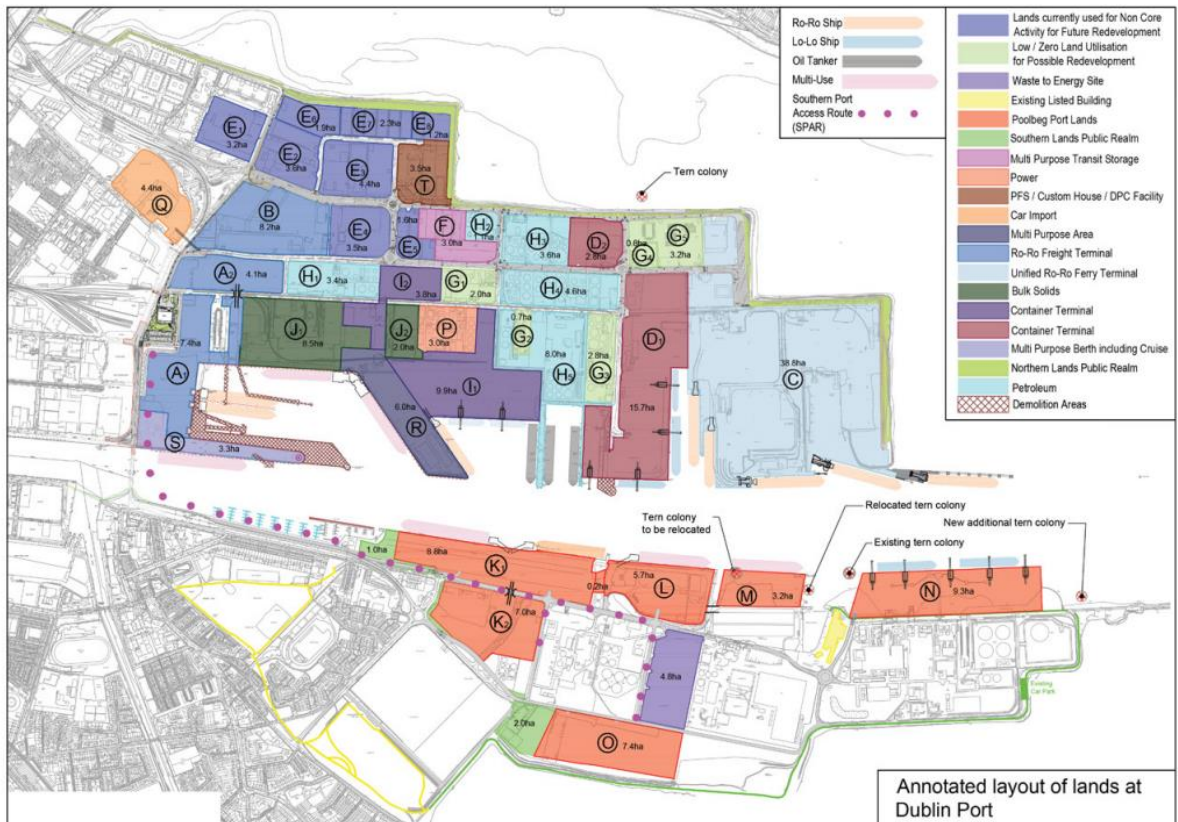 Ro-Ro Ship
Lo-Lo Ship
Oil Tanker
Multi-Use
Southern Port
Access Route
(SPAR)
Lands currently used for Non Core
Activity for Future Redevelopment
Low / Zero Land Utilisation
for Possible Redevelopment
Waste to Energy Site
Existing Listed Building
Poolbeg Port Lands
Southern Lands Public Realm
Multi Purpose Transit Storage
Power
PFS / Custom House / DPC Facility
Car Import
Multi Purpose Area
Ro-Ro Freight Terminal
Unified Ro-Ro Ferry Terminal
Bulk Solids
Container Terminal
Container Terminal
Multi Purpose Berth including Cruise
Northern Lands Public Realm
Petroleum
Demolition Areas
E1
3.2ha
E6
1.9ha
E7
2.3ha
E8
1.2ha
E2
3.6ha
E3
4.4ha
T
3.5ha
Tern colony
Q
4.4ha
B
8.2ha
E4
3.5ha
1.6ha
E5
F
3.0ha
H2
H3
3.6ha
D2
2.6ha
0.8ha
G4
G5
3.2ha
A2
4.1ha
H1
3.4ha
I2
3.8ha
G1
2.0ha
H4
4.6ha
7.4ha
A1
J1
8.5ha
J2
2.0ha
P
3.0ha
0.7ha
G2
8.0ha
H5
2.8ha
G3
D1
15.7ha
38.8ha
C
9.9ha
I1
6.0ha
R
S
3.3ha
Tern colony
to be relocated
Relocated tern colony
New additional tern colony
Existing tern colony
1.0ha
8.8ha
K1
0.2ha
5.7ha
L
M
3.2ha
N
9.3ha
7.0ha
K2
4.8ha
2.0ha
O
7.4ha
Existing
Car Park
Annotated layout of lands at
Dublin Port